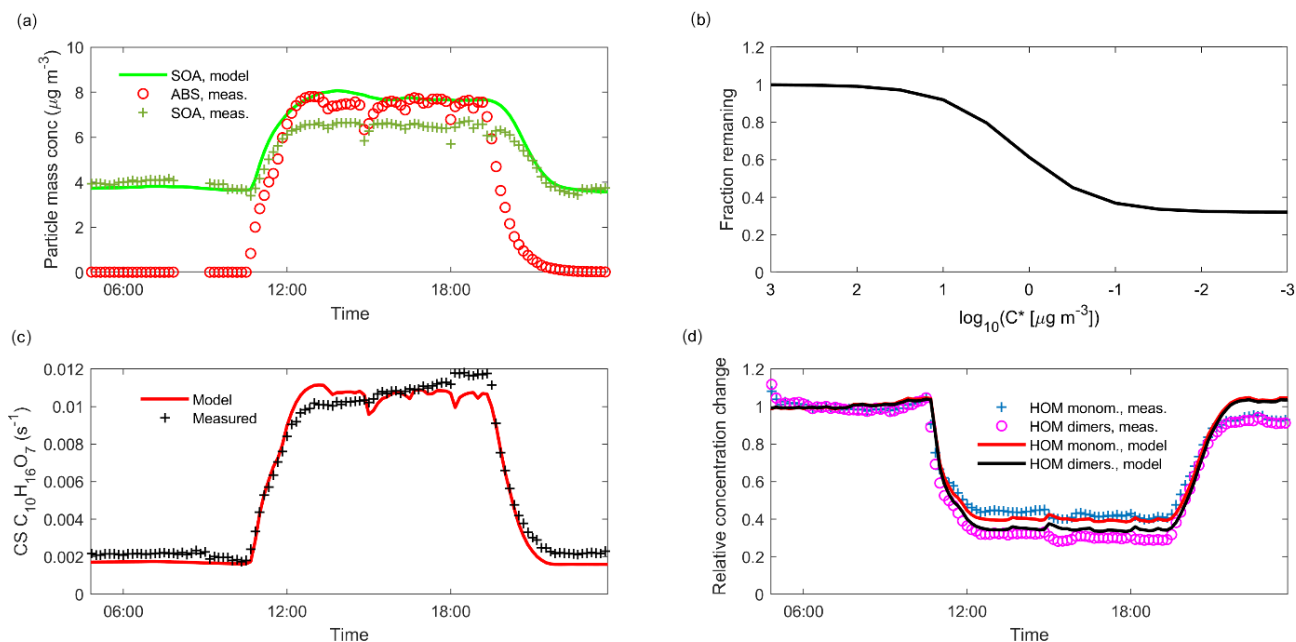 (a)
10
8
6
4
2
0
Particle mass conc (μg m⁻³)
SOA, model
ABS, meas.
SOA, meas.
06:00
12:00
18:00
Time
(b)
1.2
1
0.8
0.6
0.4
0.2
0
Fraction remaining
3
2
1
0
-1
-2
-3
log₁₀(C* [μg m⁻³])
(c)
0.012
0.01
0.008
0.006
0.004
0.002
0
CS C₁₀H₁₆O₇ (s⁻¹)
Model
Measured
06:00
12:00
18:00
Time
(d)
1.2
1
0.8
0.6
0.4
0.2
0
Relative concentration change
HOM monom., meas.
HOM dimers, meas.
HOM monom., model
HOM dimers., model
06:00
12:00
18:00
Time